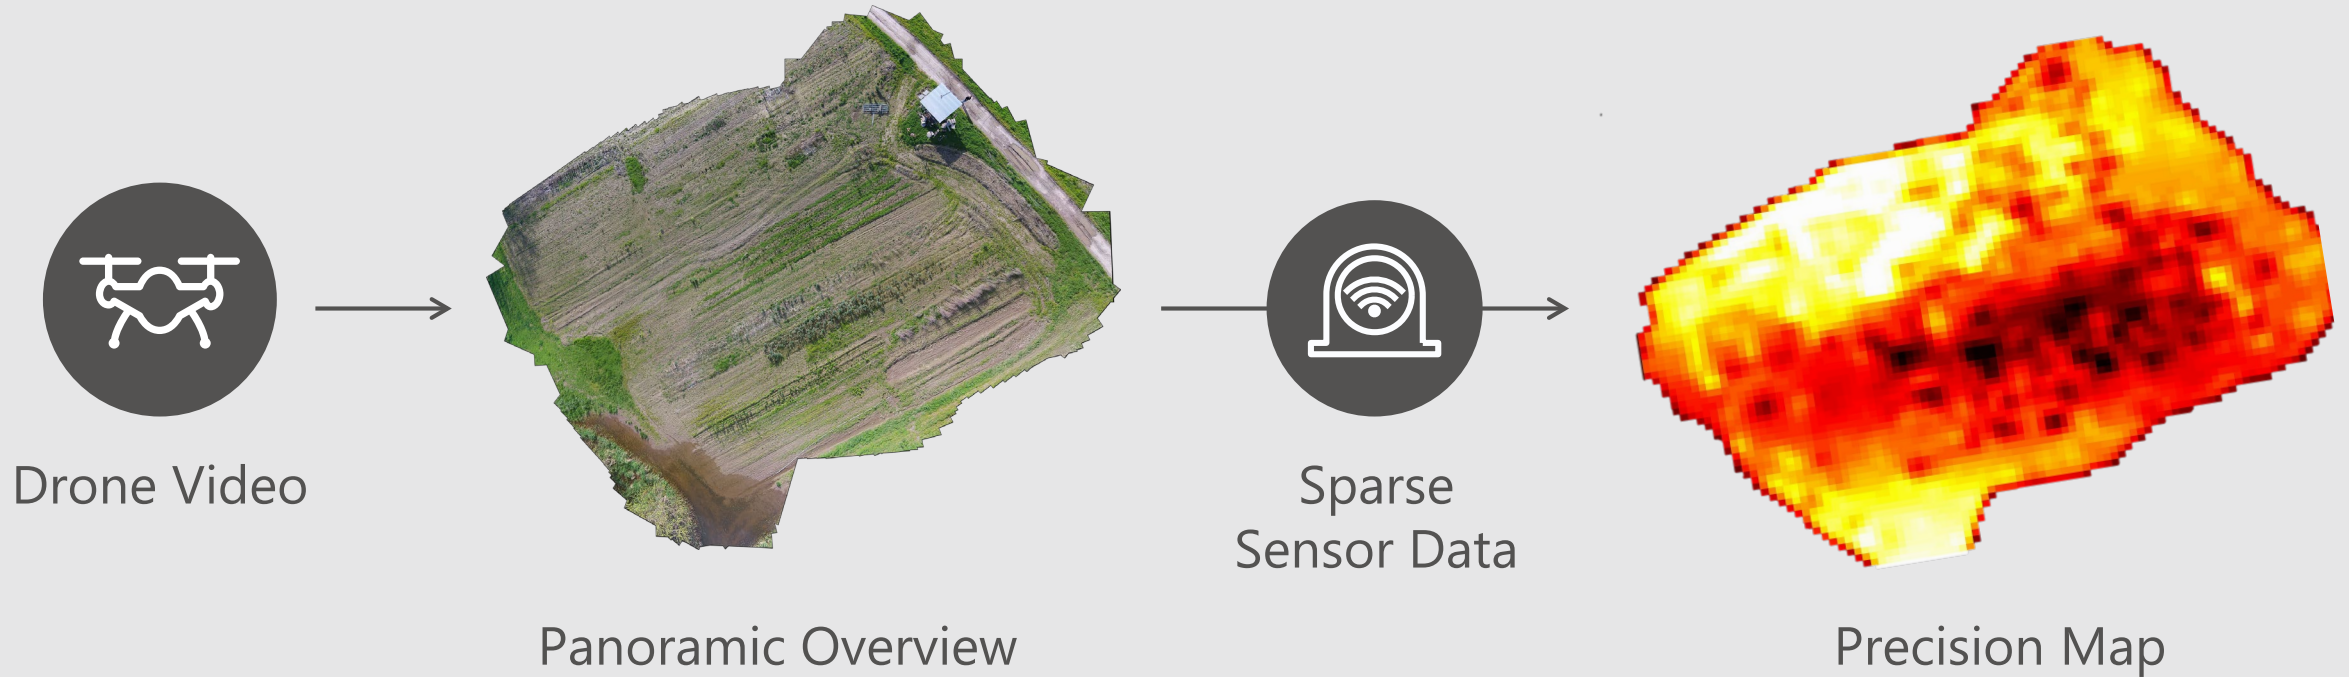 Drone Video
Panoramic Overview
Sparse
Sensor Data
Precision Map